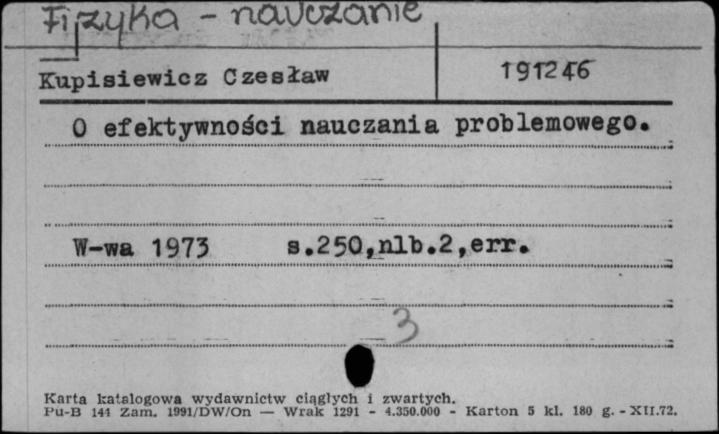 Fizyka - nauczanie
Kupisiewicz Czesław
191246
O efektywności nauczania problemowego.
W-wa 1973 s.250,nlb.2,err.
3
Karta katalogowa wydawnictw ciągłych i zwartych.
Pu-B 144 Zam. 1991/DW/On — Wrak 1291 - 4.350.000 - Karton 5 kl. 180 g. - XII.72.